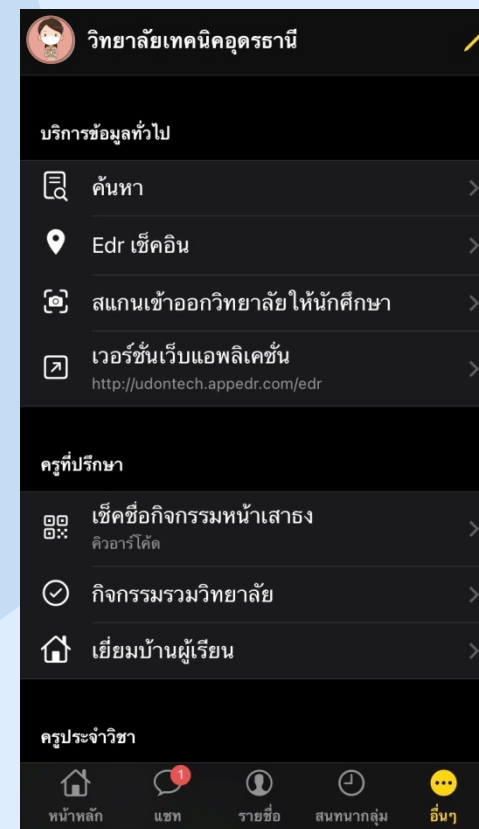 วิทยาลัยเทคนิคอุดรธานี
บริการข้อมูลทั่วไป
ค้นหา
Edr เช็คอิน
สแกนเข้าออกวิทยาลัยให้นักศึกษา
เวอร์ชั่นเว็บแอพลิเคชั่น
http://udontech.appedr.com/edr
ครูที่ปรึกษา
เช็คชื่อกิจกรรมหน้าเสาธง
คิวอาร์โค้ด
กิจกรรมรวมวิทยาลัย
เยี่ยมบ้านผู้เรียน
ครูประจำวิชา
1
หน้าหลัก แชท รายชื่อ สนทนากลุ่ม อื่นๆ